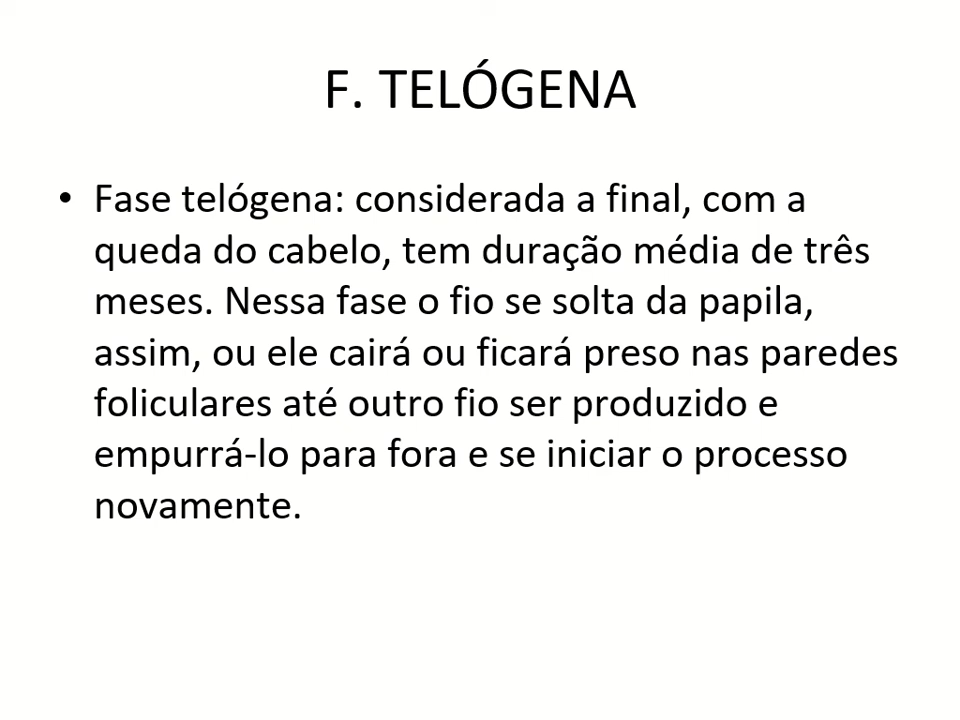 F. TELÓGENA
• Fase telógena: considerada a final, com a
queda do cabelo, tem duração média de três
meses. Nessa fase o fio se solta da papila,
assim, ou ele cairá ou ficará preso nas paredes
foliculares até outro fio ser produzido e
empurrá-lo para fora e se iniciar o processo
novamente.